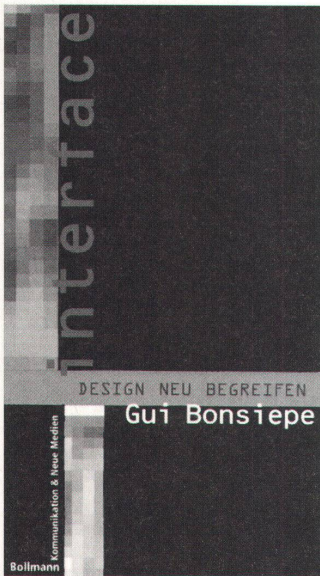 interface
DESIGN NEU BEGREIFEN
Gui Bonsiepe
Kommunikation & Neue Medien
Bollmann